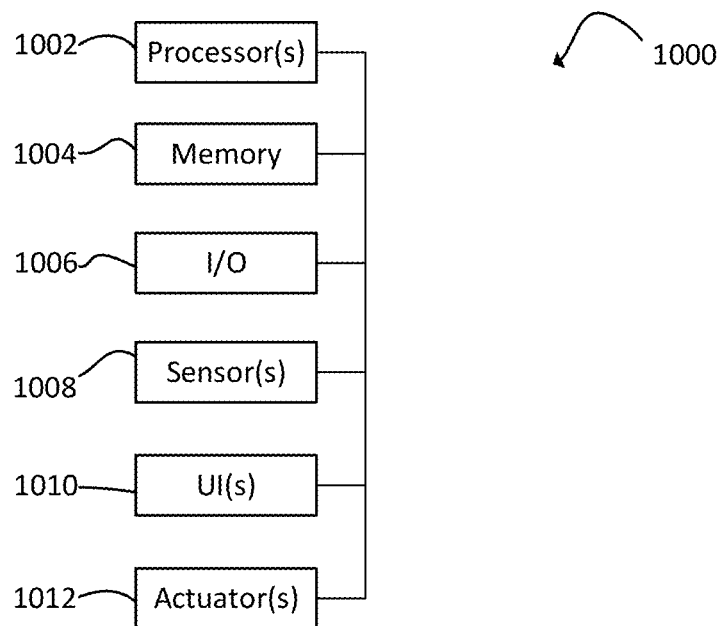 1002 Processor(s)
1000
1004 Memory
1006 I/O
1008 Sensor(s)
1010 UI(s)
1012 Actuator(s)